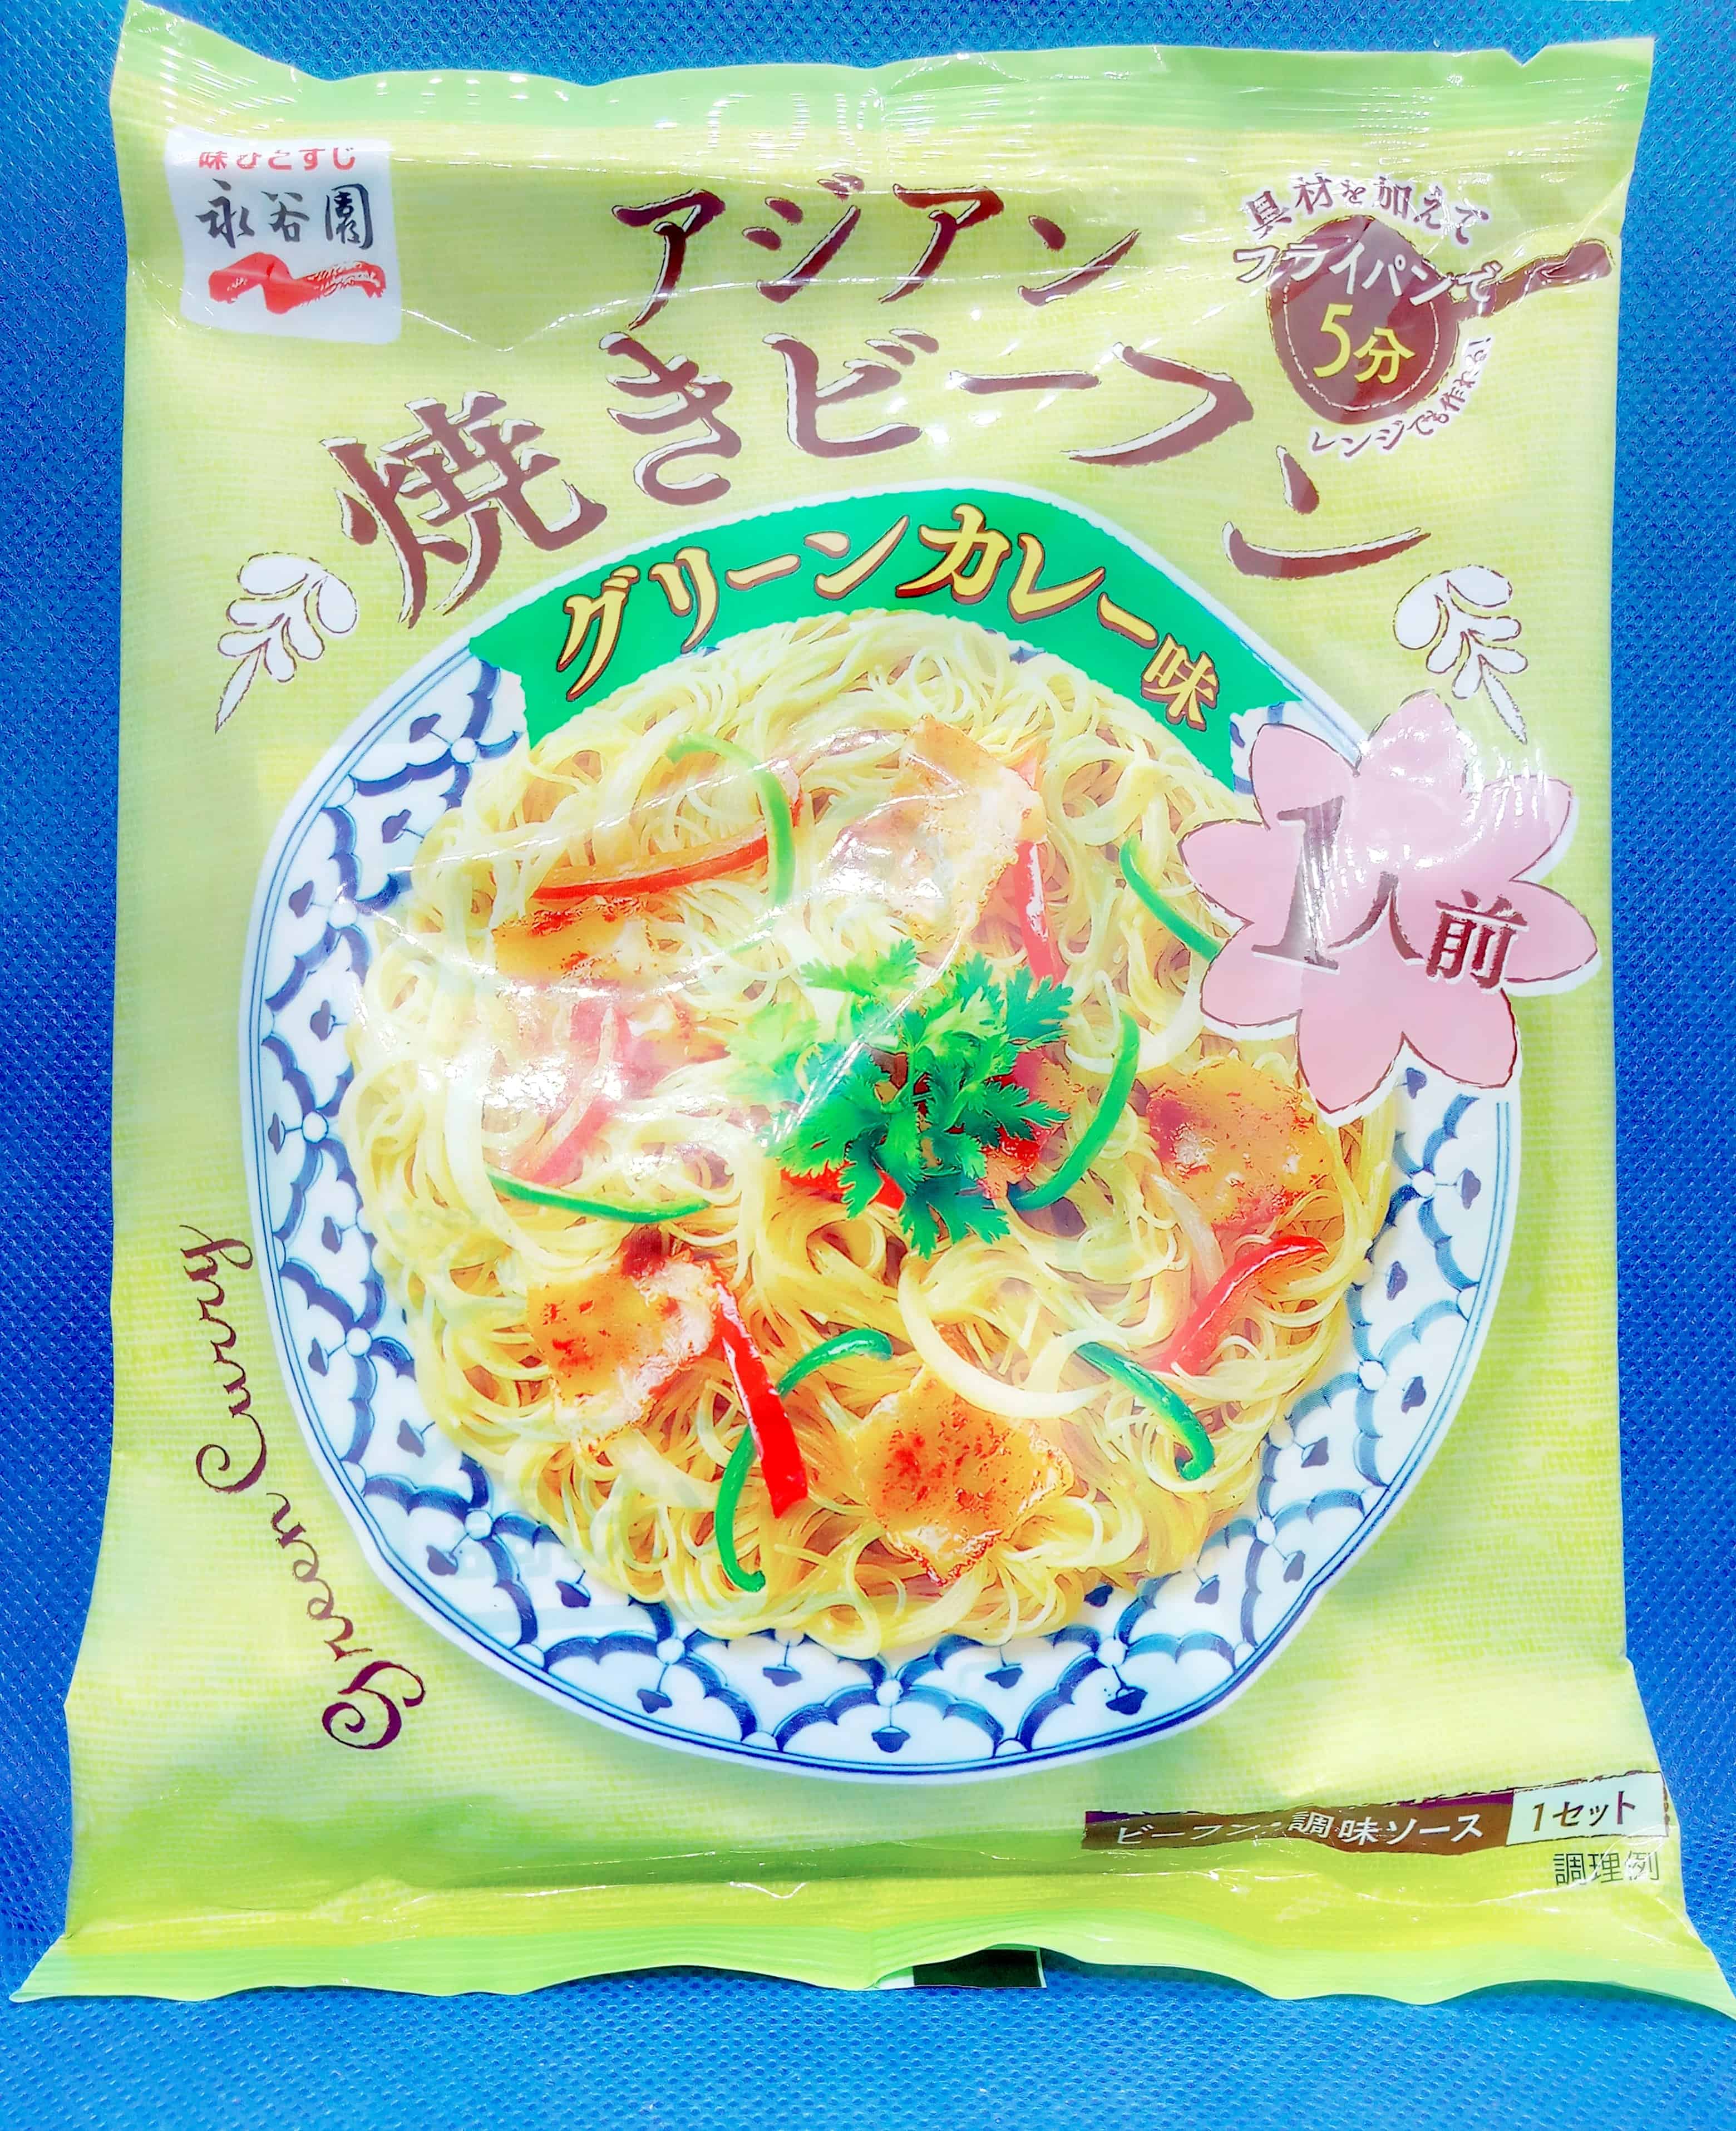 味ひとすじ
永谷園
アジアン
焼きビーフン
具材を加えて
フライパンで
5分
レンジでも作れる!
グリーンカレー味
1人前
Green Curry
ビーフン・調味ソース 1セット
調理例